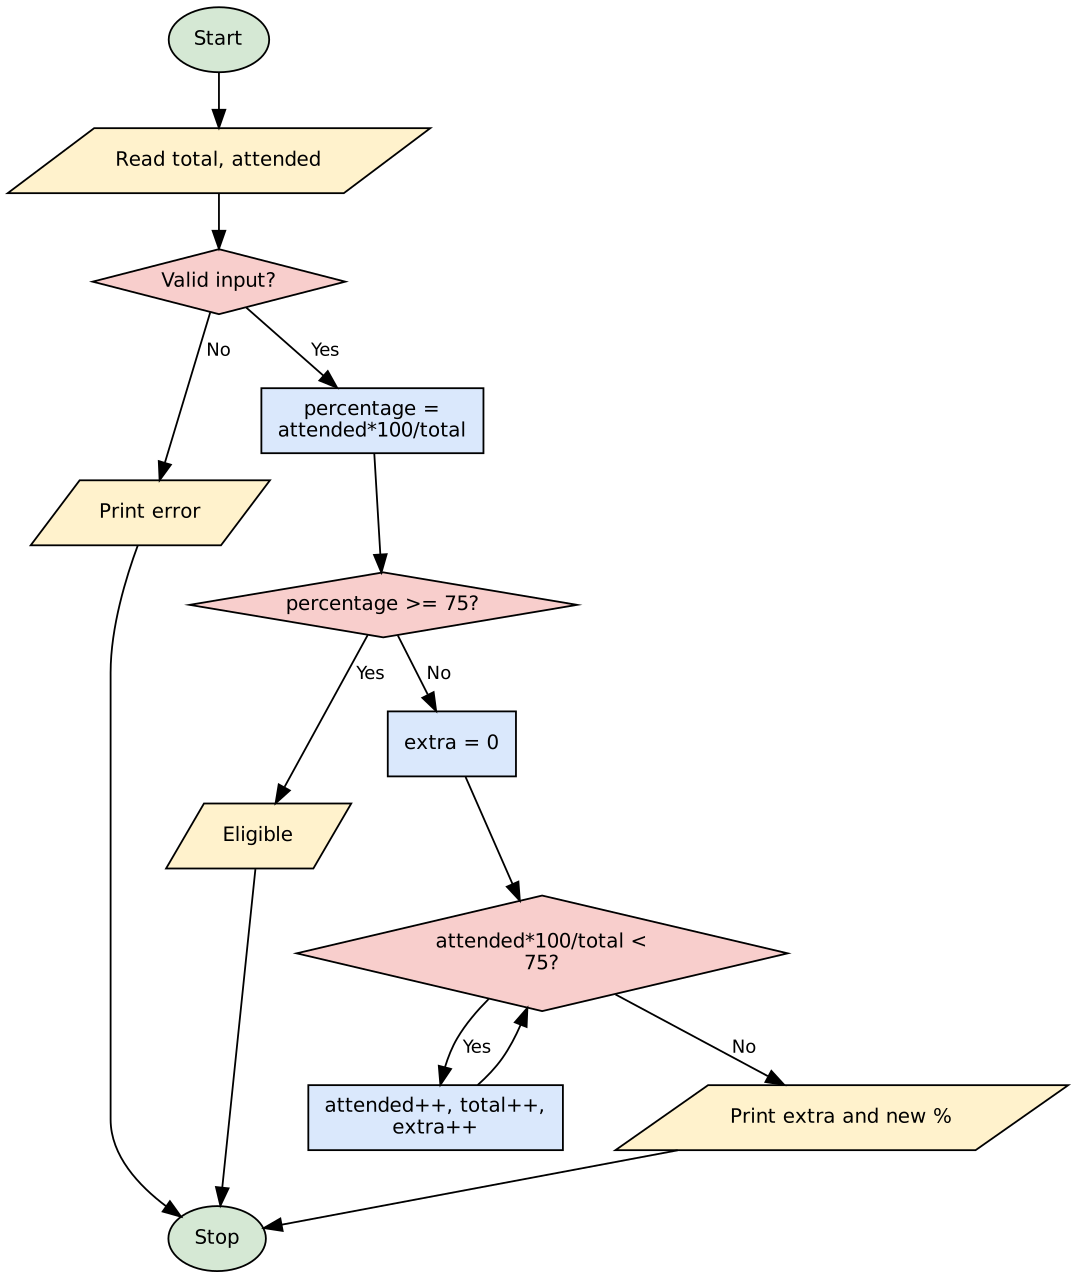 Start
Read total, attended
Valid input?
No
Yes
percentage =
attended*100/total
Print error
percentage >= 75?
Yes
No
extra = 0
Eligible
attended*100/total <
75?
Yes
No
attended++, total++,
extra++
Print extra and new %
Stop